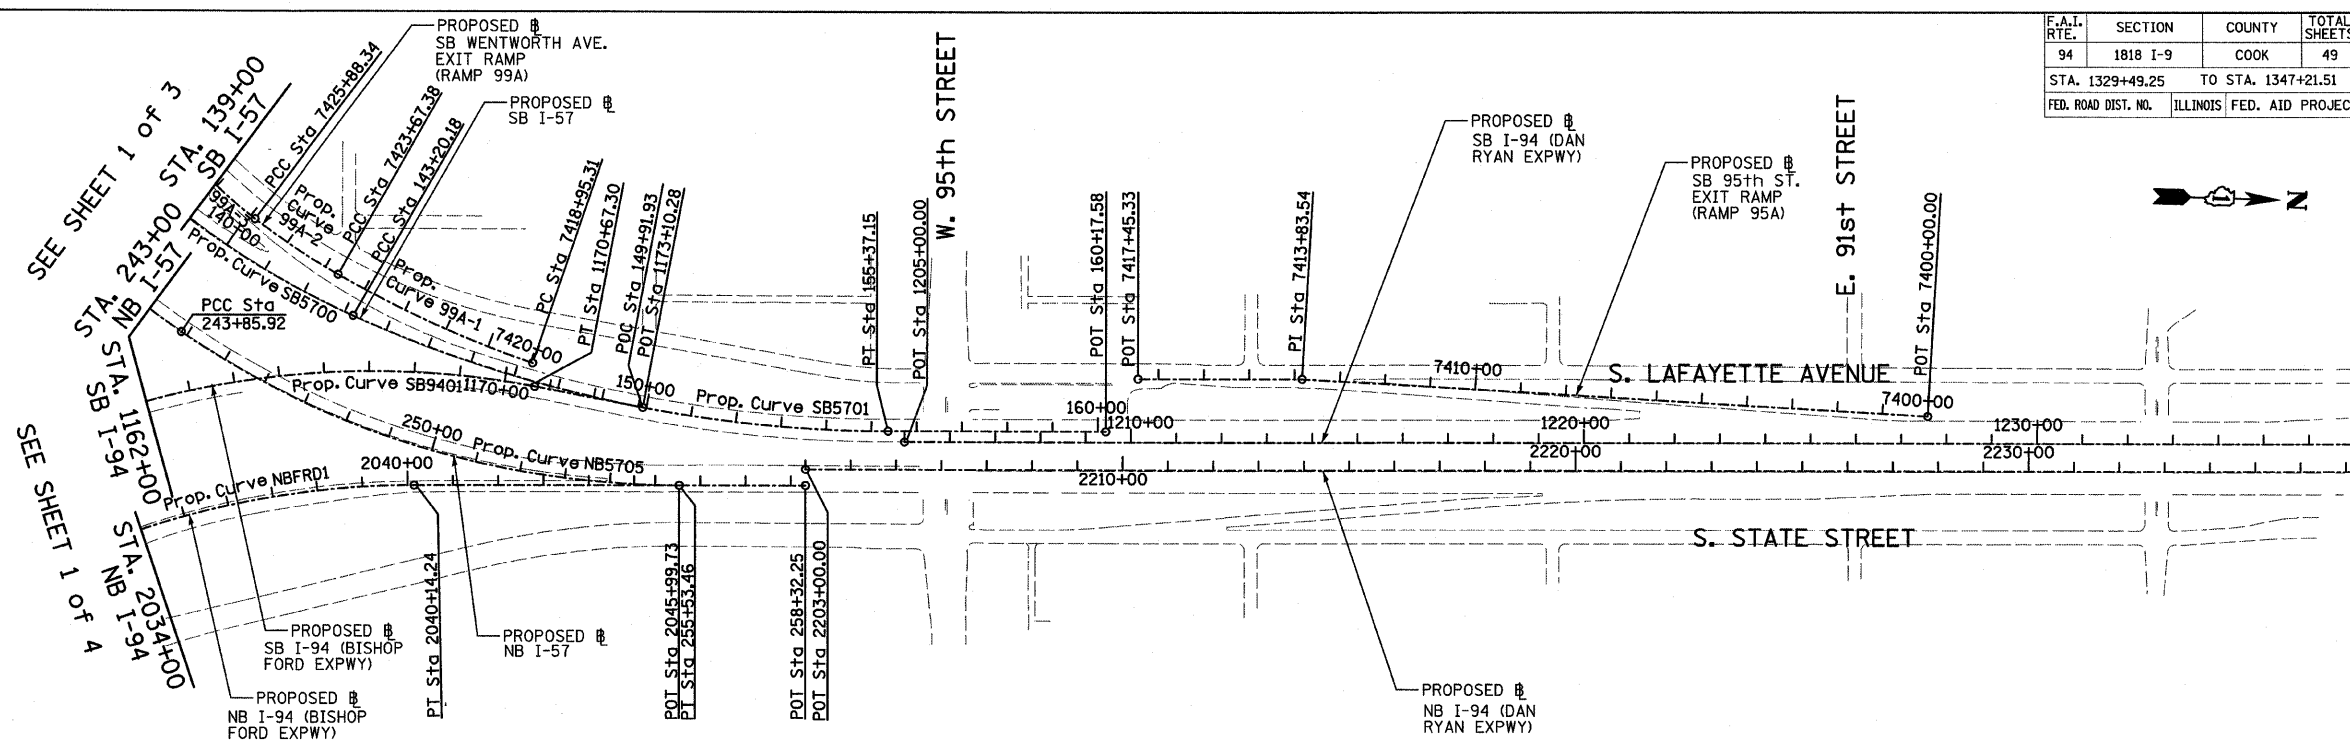 F.A.I. RTE. SECTION COUNTY TOTAL SHEETS
94 1818 I-9 COOK 49
STA. 1329+49.25 TO STA. 1347+21.51
FED. ROAD DIST. NO. ILLINOIS FED. AID PROJEC
PROPOSED
SB WENTWORTH AVE.
EXIT RAMP
(RAMP 99A)
PROPOSED
SB I-57
SEE SHEET 1 of 3
STA. 139+00
SB I-57
STA. 243+00
NB I-57
STA. 1162+00
SB I-94
STA. 2034+00
NB I-94
SEE SHEET 1 of 4
PCC Sta 7425+88.34
PCC Sta 7423+67.38
PCC Sta 143+20.18
PC Sta 7418+95.31
PT Sta 1170+67.30
POC Sta 149+91.93
POT Sta 1173+10.28
PT Sta 155+37.15
POT Sta 1205+00.00
W. 95th STREET
POT Sta 160+17.58
POT Sta 7417+45.33
PI Sta 7413+83.54
PROPOSED
SB I-94 (DAN
RYAN EXPWY)
PROPOSED
SB 95th ST.
EXIT RAMP
(RAMP 95A)
E. 91st STREET
POT Sta 7400+00.00
N
Prop.
Curve
99A-2
140+00
Prop. Curve SB5700
Prop.
Curve 99A-1
7420+00
PCC Sta
243+85.92
Prop. Curve SB9401
1170+00
150+00
Prop. Curve SB5701
160+00
1210+00
7410+00
S. LAFAYETTE AVENUE
7400+00
1220+00
1230+00
250+00
Prop. Curve NB5705
2040+00
Prop. Curve NBFRD1
2210+00
2220+00
2230+00
S. STATE STREET
PROPOSED
SB I-94 (BISHOP
FORD EXPWY)
PROPOSED
NB I-94 (BISHOP
FORD EXPWY)
PT Sta 2040+14.24
PROPOSED
NB I-57
POT Sta 2045+99.73
PT Sta 255+53.46
POT Sta 258+32.25
POT Sta 2203+00.00
PROPOSED
NB I-94 (DAN
RYAN EXPWY)